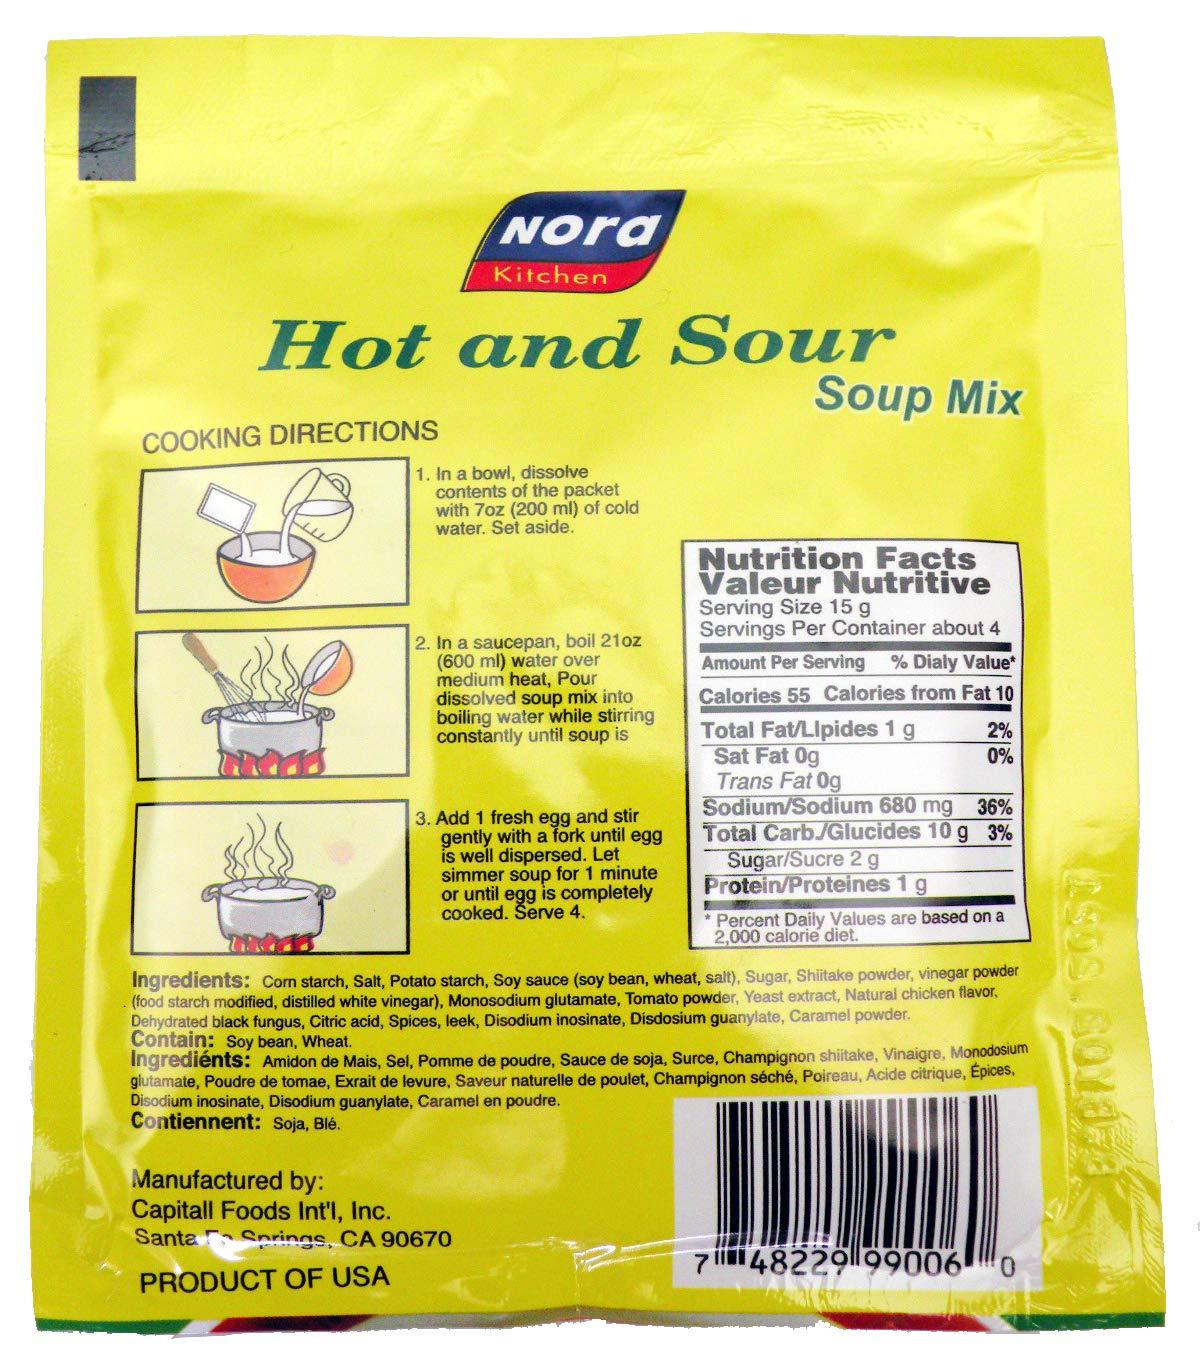 Nora
Kitchen
Hot and Sour
Soup Mix
COOKING DIRECTIONS
1. In a bowl, dissolve
contents of the packet
with 7oz (200 ml) of cold
water. Set aside.
2. In a saucepan, boil 21oz
(600 ml) water over
medium heat, Pour
dissolved soup mix into
boiling water while stirring
constantly until soup is
3. Add 1 fresh egg and stir
gently with a fork until egg
is well dispersed. Let
simmer soup for 1 minute
or until egg is completely
cooked. Serve 4.
Nutrition Facts
Valeur Nutritive
Serving Size 15 g
Servings Per Container about 4
Amount Per Serving % Dialy Value*
Calories 55 Calories from Fat 10
Total Fat/LIpides 1 g 2%
Sat Fat 0g 0%
Trans Fat 0g
Sodium/Sodium 680 mg 36%
Total Carb./Glucides 10 g 3%
Sugar/Sucre 2 g
Protein/Proteines 1 g
* Percent Daily Values are based on a
2,000 calorie diet.
Ingredients: Corn starch, Salt, Potato starch, Soy sauce (soy bean, wheat, salt), Sugar, Shiitake powder, vinegar powder
(food starch modified, distilled white vinegar), Monosodium glutamate, Tomato powder, Yeast extract, Natural chicken flavor,
Dehydrated black fungus, Citric acid, Spices, leek, Disodium inosinate, Disdosium guanylate, Caramel powder.
Contain: Soy bean, Wheat.
Ingrediénts: Amidon de Mais, Sel, Pomme de poudre, Sauce de soja, Surce, Champignon shiitake, Vinaigre, Monodosium
glutamate, Poudre de tomae, Exrait de levure, Saveur naturelle de poulet, Champignon séché, Poireau, Acide citrique, Épices,
Disodium inosinate, Disodium guanylate, Caramel en poudre.
Contiennent: Soja, Blé.
Manufactured by:
Capitall Foods Int'l, Inc.
Santa Fe Springs, CA 90670
PRODUCT OF USA
7 48229 99006 0